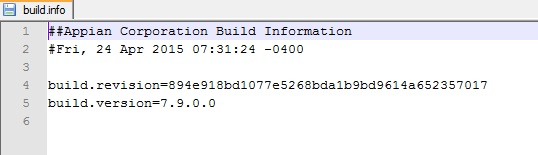 build.info
1 ##Appian Corporation Build Information
2 #Fri, 24 Apr 2015 07:31:24 -0400
3
4 build.revision=894e918bd1077e5268bda1b9bd9614a652357017
5 build.version=7.9.0.0
6